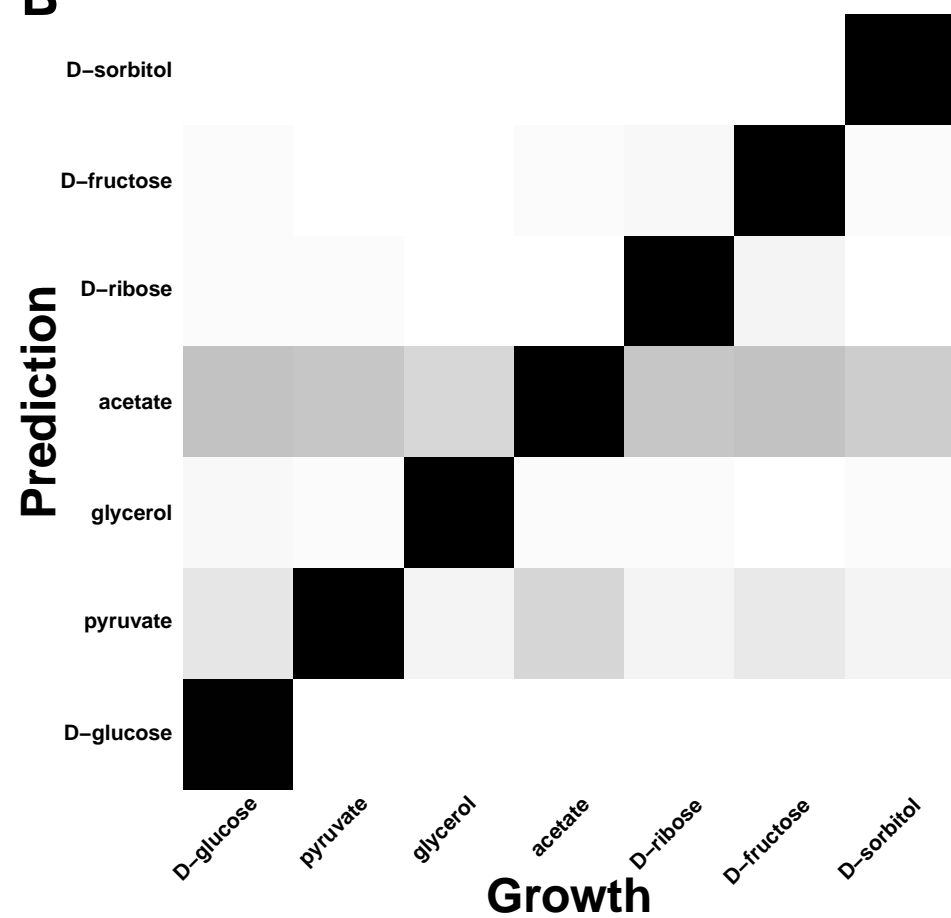 B
D–sorbitol
D–fructose
D–ribose
acetate
glycerol
pyruvate
D–glucose
Prediction
D–glucose
pyruvate
glycerol
acetate
D–ribose
D–fructose
D–sorbitol
Growth